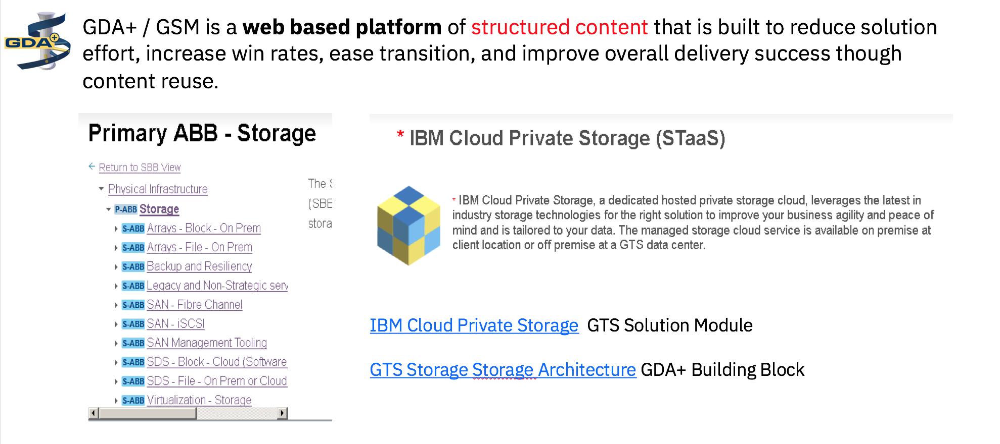 GDA+
GDA+ / GSM is a web based platform of structured content that is built to reduce solution
effort, increase win rates, ease transition, and improve overall delivery success though
content reuse.
Primary ABB - Storage
← Return to SBB View
Physical Infrastructure
P-ABB Storage
S-ABB Arrays - Block - On Prem
S-ABB Arrays - File - On Prem
S-ABB Backup and Resiliency
S-ABB Legacy and Non-Strategic serv
S-ABB SAN - Fibre Channel
S-ABB SAN - iSCSI
S-ABB SAN Management Tooling
S-ABB SDS - Block - Cloud (Software
S-ABB SDS - File - On Prem or Cloud
S-ABB Virtualization - Storage
The
(SBB
stora
* IBM Cloud Private Storage (STaaS)
* IBM Cloud Private Storage, a dedicated hosted private storage cloud, leverages the latest in
industry storage technologies for the right solution to improve your business agility and peace of
mind and is tailored to your data. The managed storage cloud service is available on premise at
client location or off premise at a GTS data center.
IBM Cloud Private Storage GTS Solution Module
GTS Storage Storage Architecture GDA+ Building Block